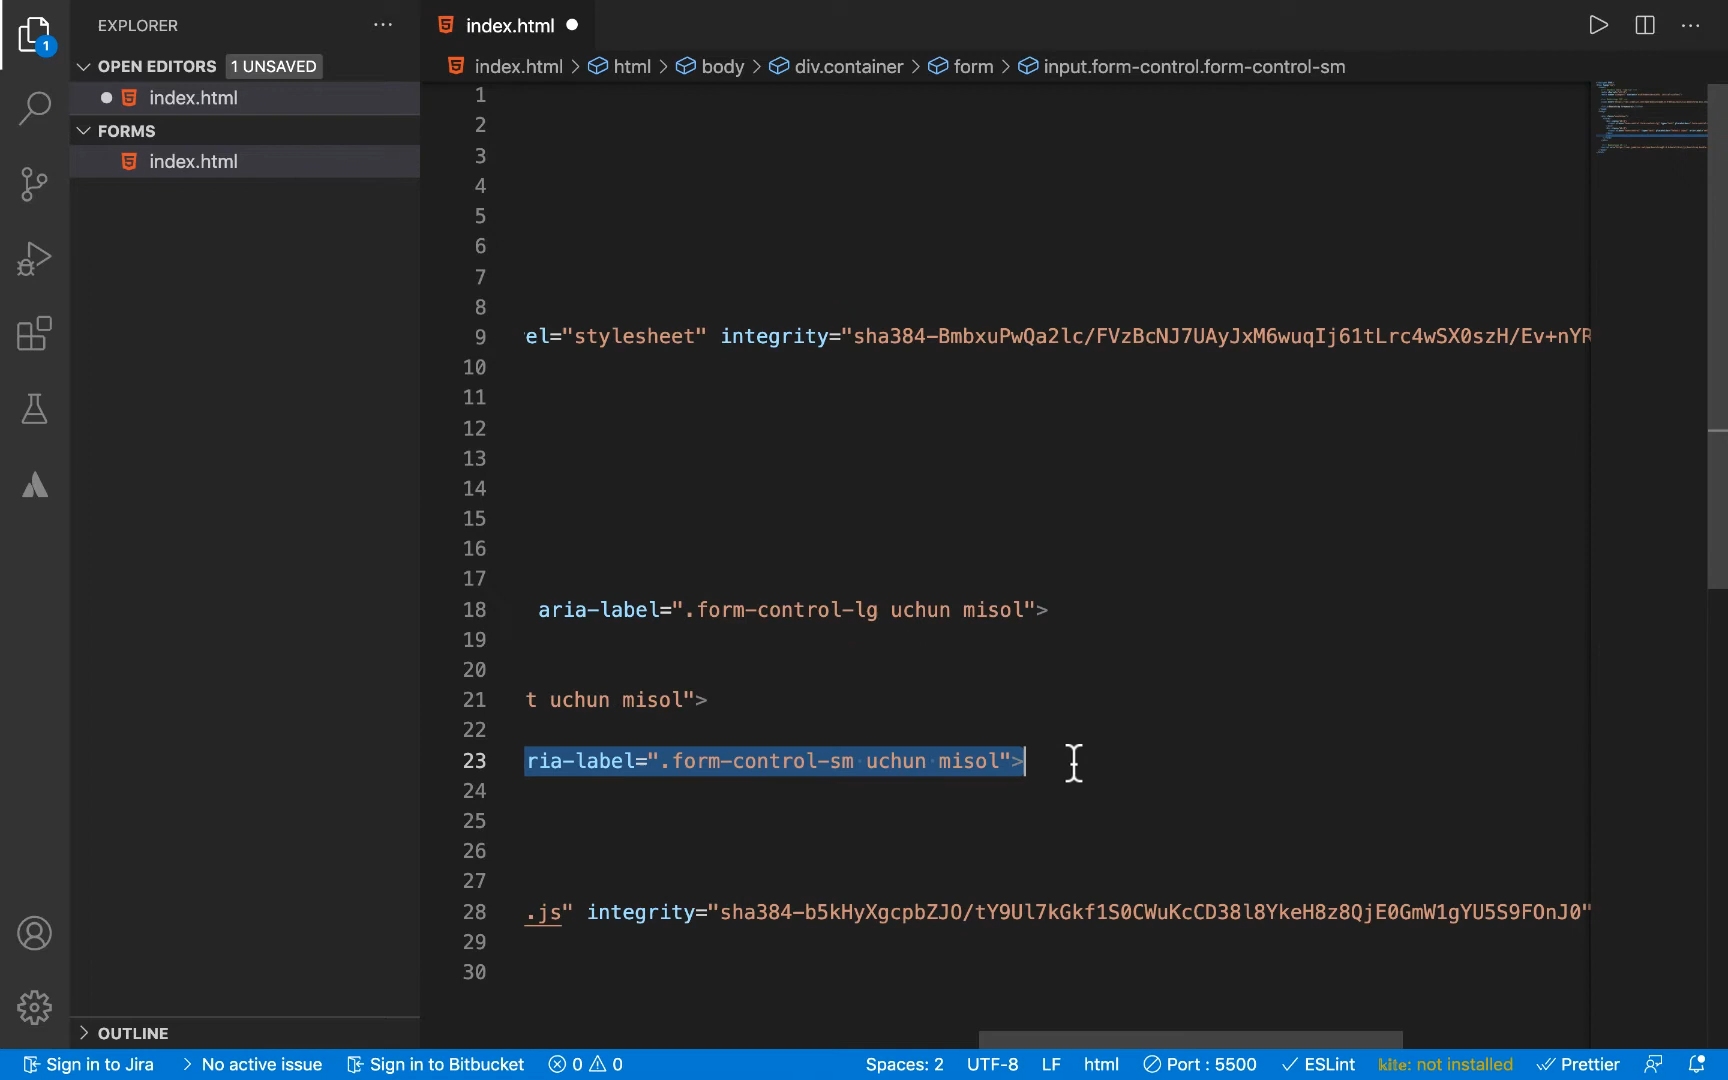 EXPLORER
index.html
1
OPEN EDITORS 1 UNSAVED
index.html > html > body > div.container > form > input.form-control.form-control-sm
index.html
FORMS
index.html
1
2
3
4
5
6
7
8
9 el="stylesheet" integrity="sha384-BmbxuPwQa2lc/FVzBcNJ7UAyJxM6wuqIj61tLrc4wSX0szH/Ev+nYR
10
11
12
13
14
15
16
17
18 aria-label=".form-control-lg uchun misol">
19
20
21 t uchun misol">
22
23 ria-label=".form-control-sm uchun misol">
24
25
26
27
28 .js" integrity="sha384-b5kHyXgcpbZJO/tY9Ul7kGkf1S0CWuKcCD38l8YkeH8z8QjE0GmW1gYU5S9FOnJ0"
29
30
OUTLINE
Sign in to Jira > No active issue Sign in to Bitbucket 0 0 Spaces: 2 UTF-8 LF html Port : 5500 ESLint kite: not installed Prettier